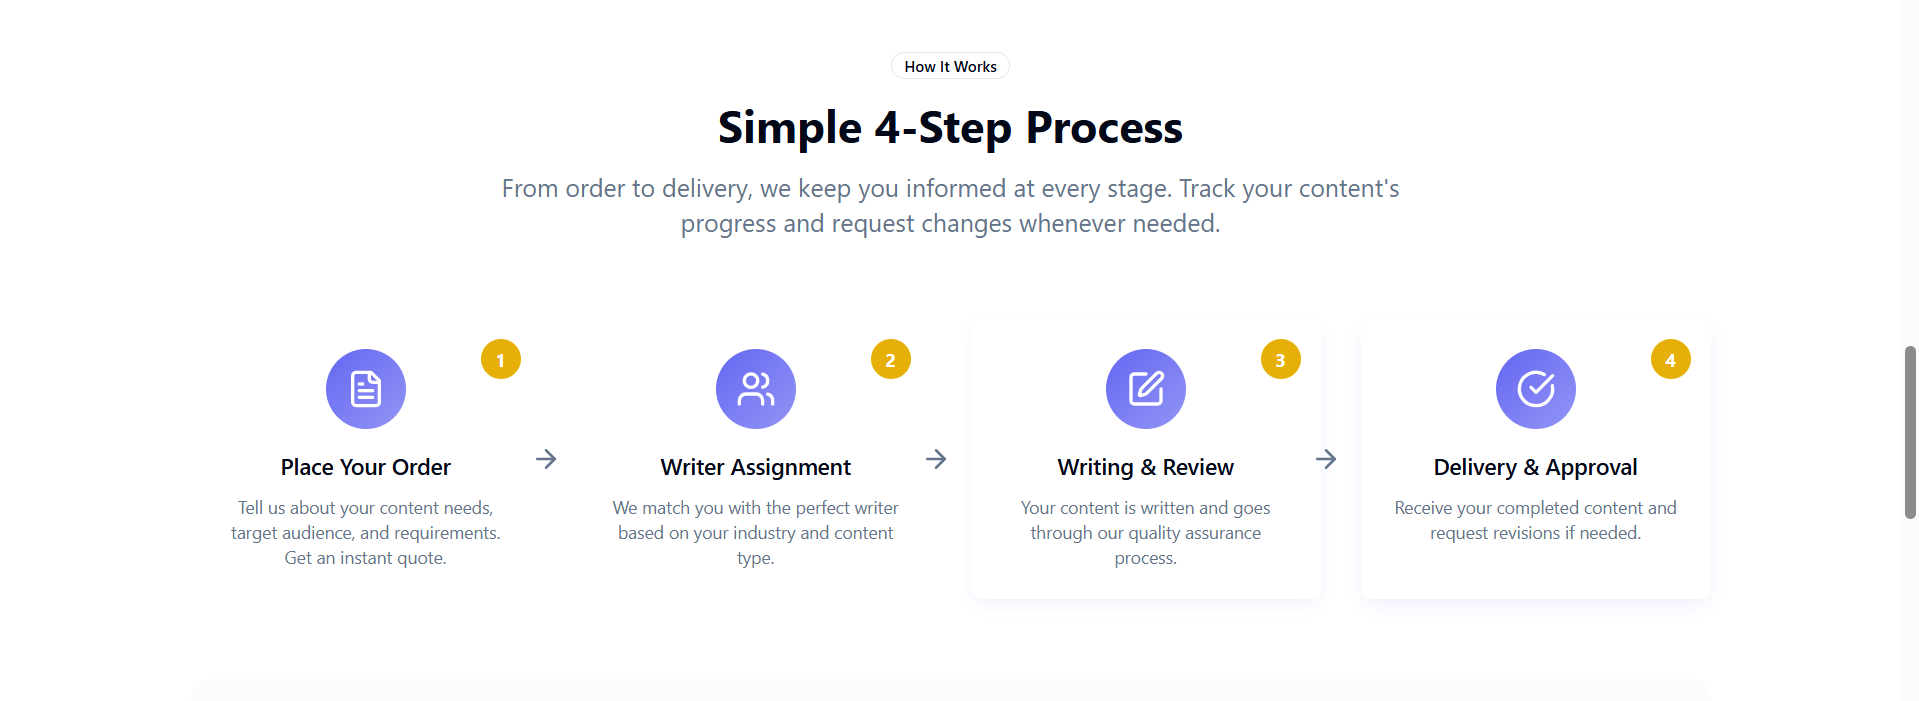 How It Works
Simple 4-Step Process
From order to delivery, we keep you informed at every stage. Track your content's
progress and request changes whenever needed.
1
Place Your Order
Tell us about your content needs,
target audience, and requirements.
Get an instant quote.
2
Writer Assignment
We match you with the perfect writer
based on your industry and content
type.
3
Writing & Review
Your content is written and goes
through our quality assurance
process.
4
Delivery & Approval
Receive your completed content and
request revisions if needed.